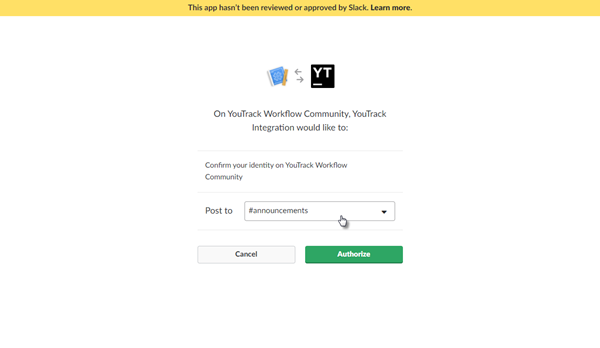 This app hasn't been reviewed or approved by Slack. Learn more.
YT
On YouTrack Workflow Community, YouTrack
Integration would like to:
Confirm your identity on YouTrack Workflow
Community
Post to #announcements
Cancel Authorize